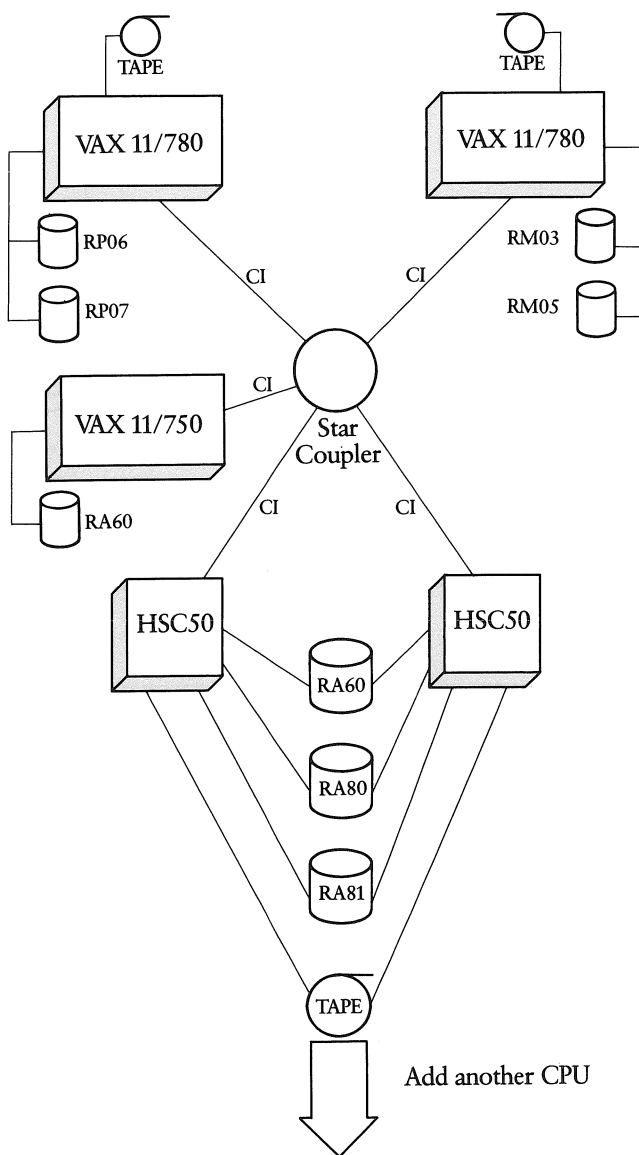 TAPE
TAPE
VAX 11/780
VAX 11/780
RP06
RM03
CI
CI
RP07
RM05
CI
VAX 11/750
Star
Coupler
RA60
CI
CI
HSC50
HSC50
RA60
RA80
RA81
TAPE
Add another CPU